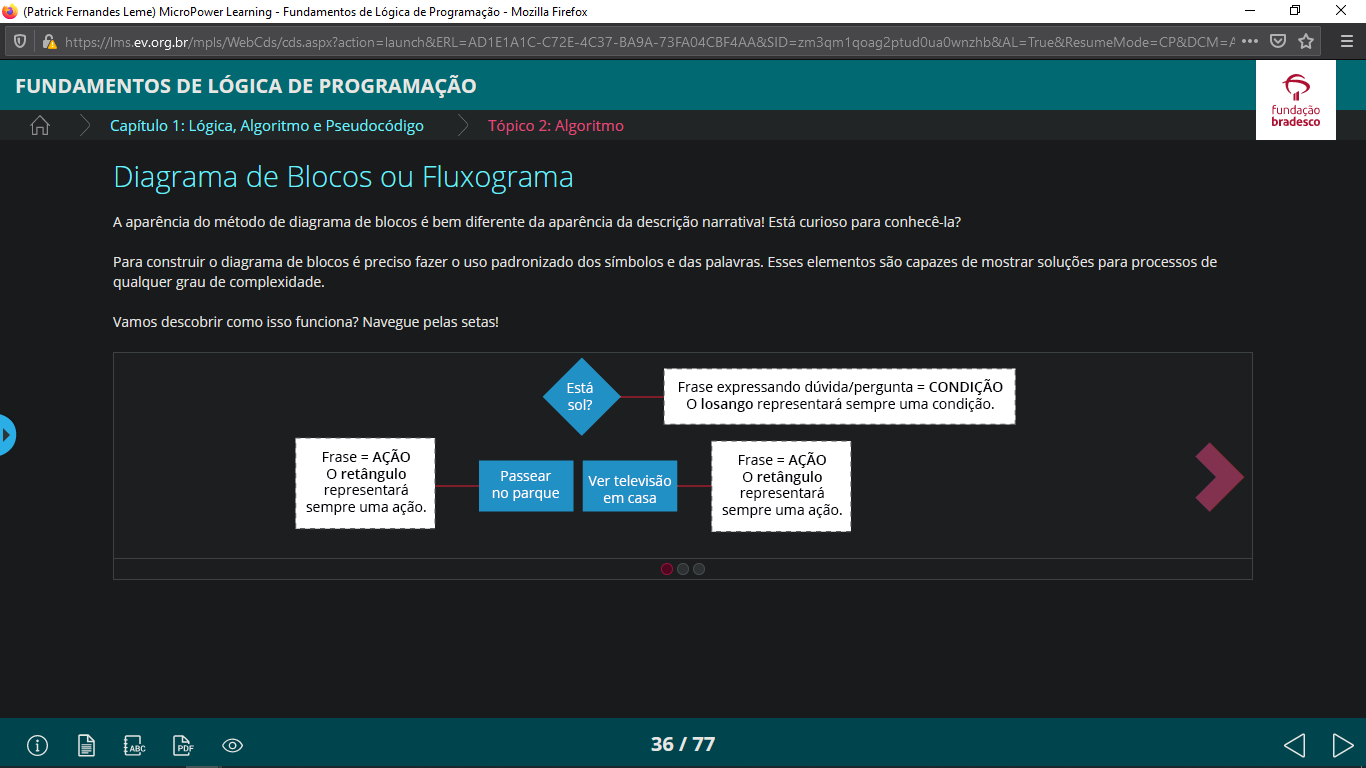 (Patrick Fernandes Leme) MicroPower Learning - Fundamentos de Lógica de Programação - Mozilla Firefox
https://lms.ev.org.br/mpls/WebCds/cds.aspx?action=launch&ERL=AD1E1A1C-C72E-4C37-BA9A-73FA04CBF4AA&SID=zm3qm1qoag2ptud0ua0wnzhb&AL=True&ResumeMode=CP&DCM=A
FUNDAMENTOS DE LÓGICA DE PROGRAMAÇÃO
fundação
bradesco
Capítulo 1: Lógica, Algoritmo e Pseudocódigo
Tópico 2: Algoritmo
Diagrama de Blocos ou Fluxograma
A aparência do método de diagrama de blocos é bem diferente da aparência da descrição narrativa! Está curioso para conhecê-la?
Para construir o diagrama de blocos é preciso fazer o uso padronizado dos símbolos e das palavras. Esses elementos são capazes de mostrar soluções para processos de
qualquer grau de complexidade.
Vamos descobrir como isso funciona? Navegue pelas setas!
Está
sol?
Frase expressando dúvida/pergunta = CONDIÇÃO
O losango representará sempre uma condição.
Frase = AÇÃO
O retângulo
representará
sempre uma ação.
Passear
no parque
Ver televisão
em casa
Frase = AÇÃO
O retângulo
representará
sempre uma ação.
ABC
PDF
36 / 77